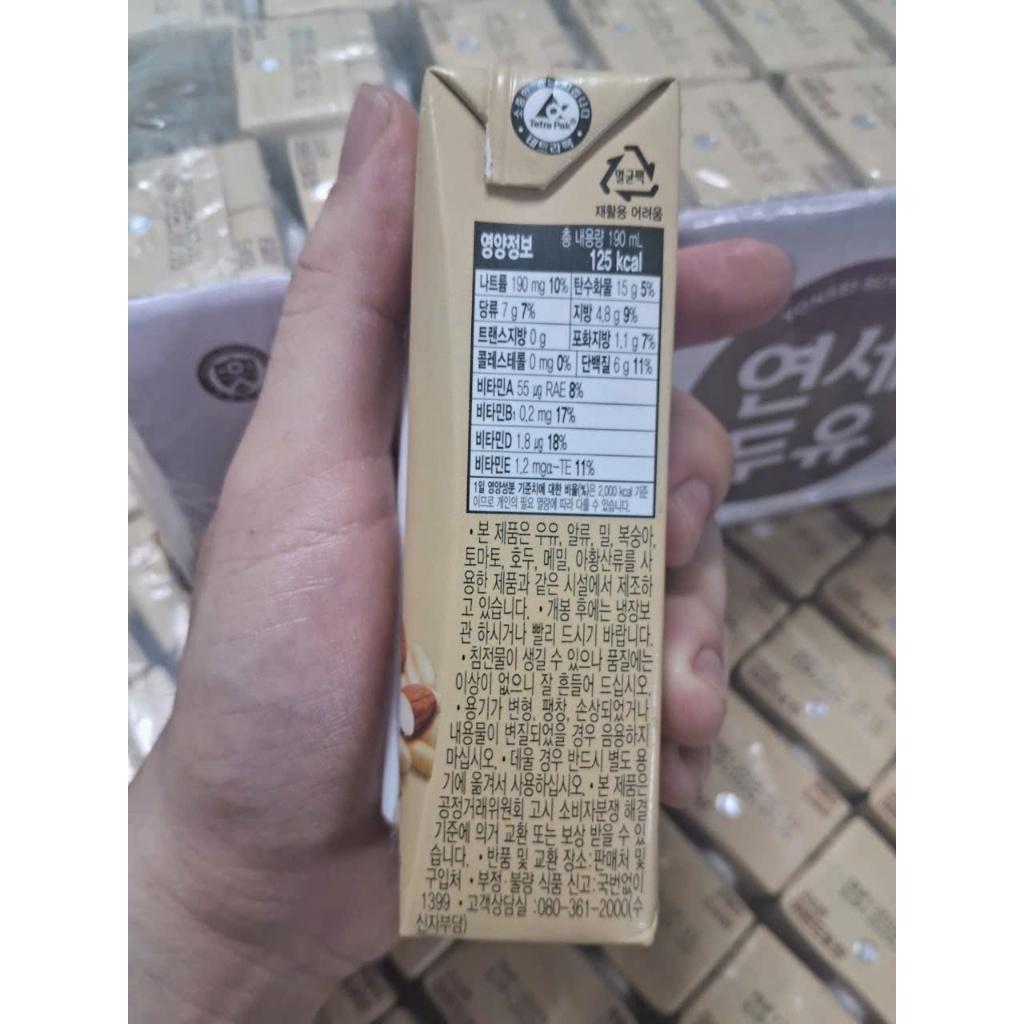 Tetra Pak®
테트라팩
멸균팩
재활용 어려움
영양정보
총 내용량 190 mL
125 kcal
나트륨 190 mg 10% 탄수화물 15 g 5%
당류 7 g 7% 지방 4.8 g 9%
트랜스지방 0 g 포화지방 1.1 g 7%
콜레스테롤 0 mg 0% 단백질 6 g 11%
비타민A 55 μg RAE 8%
비타민B₁ 0.2 mg 17%
비타민D 1.8 μg 18%
비타민E 1.2 mgα-TE 11%
1일 영양성분 기준치에 대한 비율(%)은 2,000 kcal 기준
이므로 개인의 필요 열량에 따라 다를 수 있습니다.
•본 제품은 우유, 알류, 밀, 복숭아,
토마토, 호두, 메밀, 아황산류를 사
용한 제품과 같은 시설에서 제조하
고 있습니다. •개봉 후에는 냉장보
관 하시거나 빨리 드시기 바랍니다.
•침전물이 생길 수 있으나 품질에는
이상이 없으니 잘 흔들어 드십시오.
•용기가 변형, 팽창, 손상되었거나
내용물이 변질되었을 경우 음용하지
마십시오. •데울 경우 반드시 별도 용
기에 옮겨서 사용하십시오. •본 제품은
공정거래위원회 고시 소비자분쟁 해결
기준에 의거 교환 또는 보상 받을 수 있
습니다. •반품 및 교환 장소:판매처 및
구입처 •부정·불량 식품 신고:국번없이
1399 •고객상담실 :080-361-2000(수
신자부담)
연세
두유